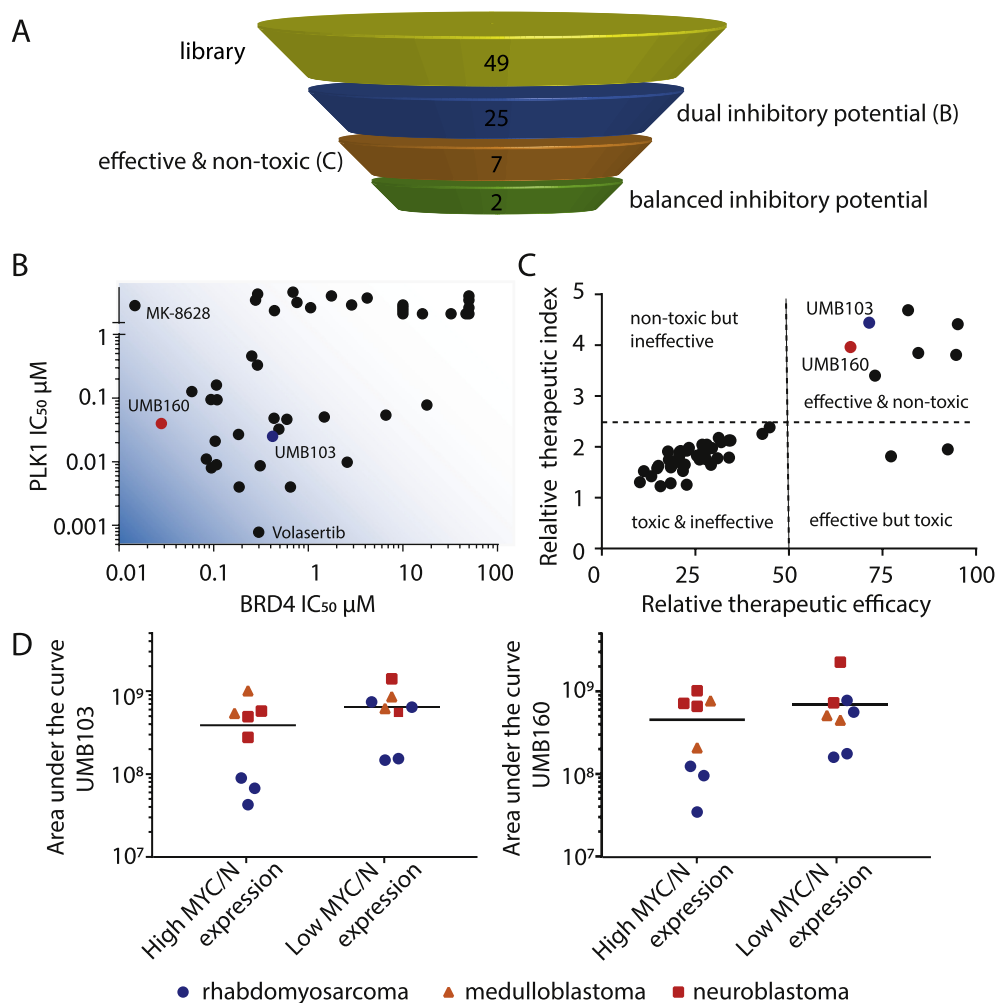 A
library
49
25
dual inhibitory potential (B)
effective & non-toxic (C)
7
2
balanced inhibitory potential
B
PLK1 IC₅₀ µM
1
0.1
0.01
0.001
MK-8628
UMB160
UMB103
Volasertib
0.01
0.1
1
10
100
BRD4 IC₅₀ µM
C
Relaltive therapeutic index
5
4
3
2
1
0
non-toxic but
ineffective
UMB103
UMB160
effective & non-toxic
toxic & ineffective
effective but toxic
0
25
50
75
100
Relative therapeutic efficacy
D
Area under the curve
UMB103
10⁹
10⁸
10⁷
High MYC/N
expression
Low MYC/N
expression
Area under the curve
UMB160
10⁹
10⁸
10⁷
High MYC/N
expression
Low MYC/N
expression
rhabdomyosarcoma
medulloblastoma
neuroblastoma